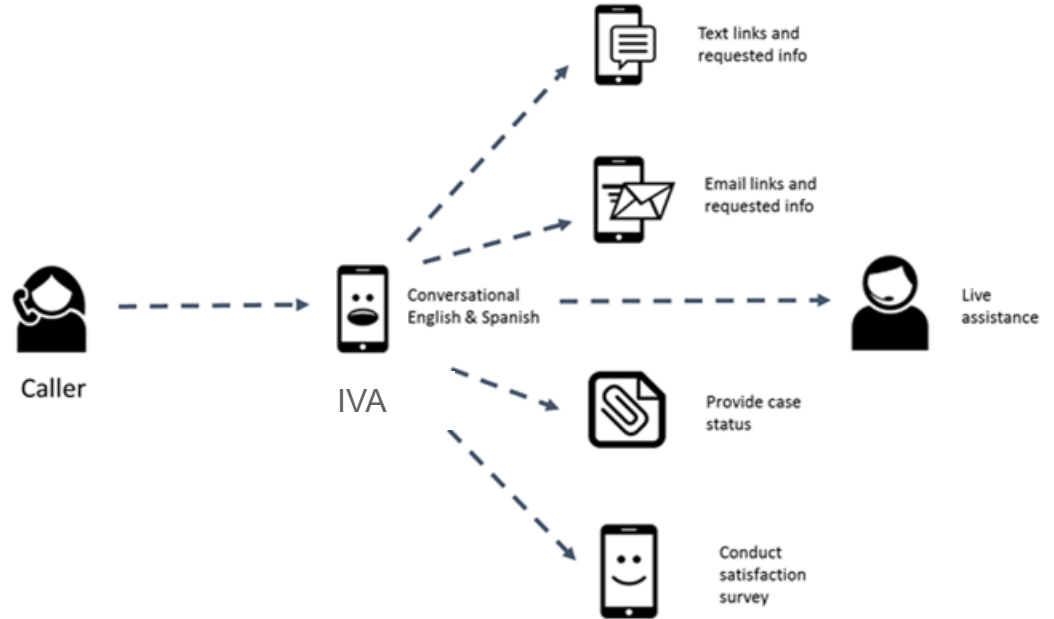 Text links and
requested info
Email links and
requested info
Caller
IVA
Conversational
English & Spanish
Live
assistance
Provide case
status
Conduct
satisfaction
survey